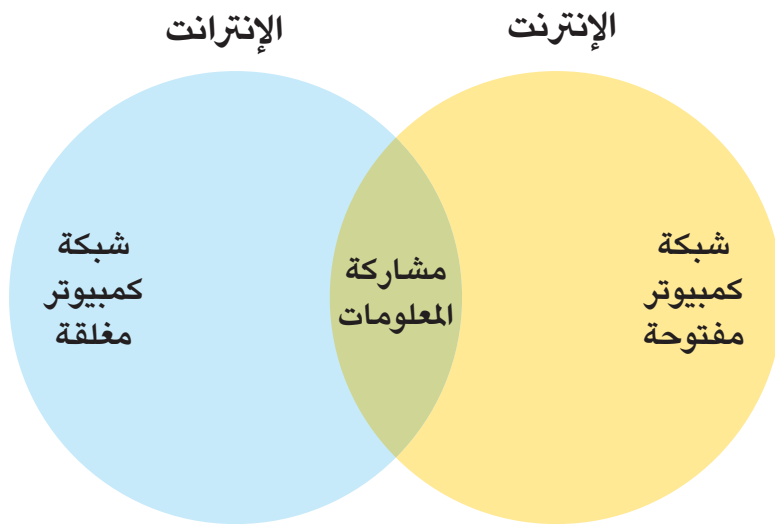 الإنترنت
الإنترانت
شبكة
كمبيوتر
مفتوحة
مشاركة
المعلومات
شبكة
كمبيوتر
مغلقة